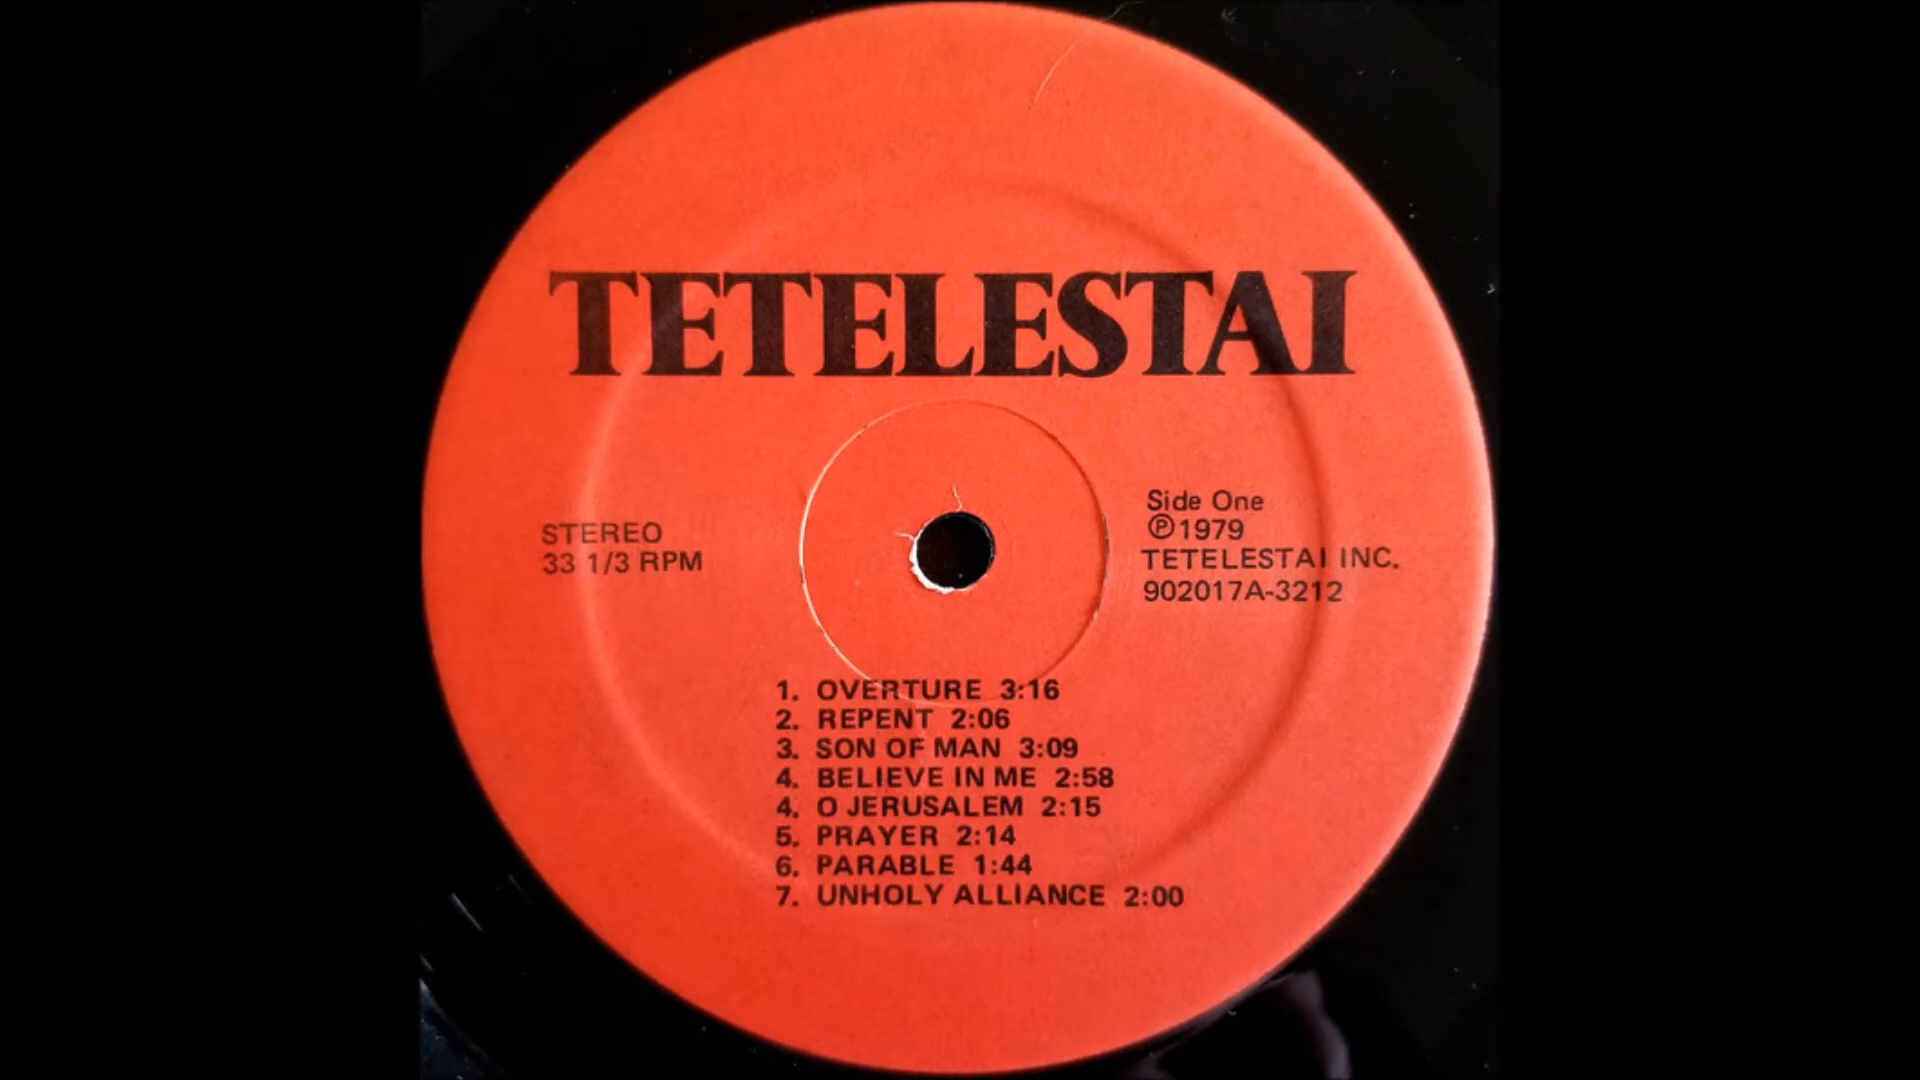 TETELESTAI
STEREO
33 1/3 RPM
Side One
℗1979
TETELESTAI INC.
902017A-3212
1. OVERTURE 3:16
2. REPENT 2:06
3. SON OF MAN 3:09
4. BELIEVE IN ME 2:58
4. O JERUSALEM 2:15
5. PRAYER 2:14
6. PARABLE 1:44
7. UNHOLY ALLIANCE 2:00